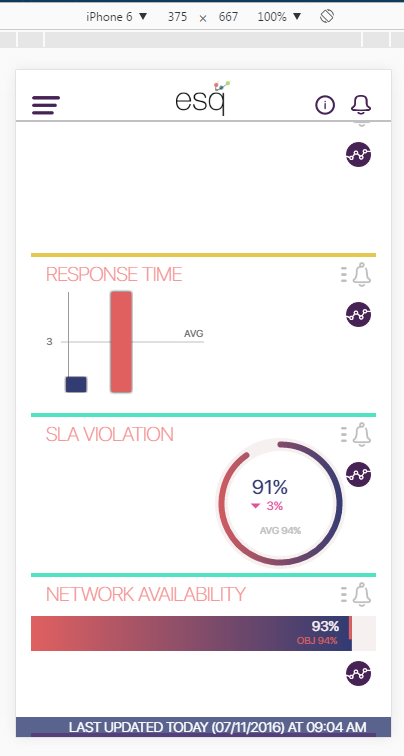 iPhone 6 ▼ 375 × 667 100% ▼
esq
RESPONSE TIME
AVG
3
SLA VIOLATION
91%
3%
AVG 94%
NETWORK AVAILABILITY
93%
OBJ 94%
LAST UPDATED TODAY (07/11/2016) AT 09:04 AM